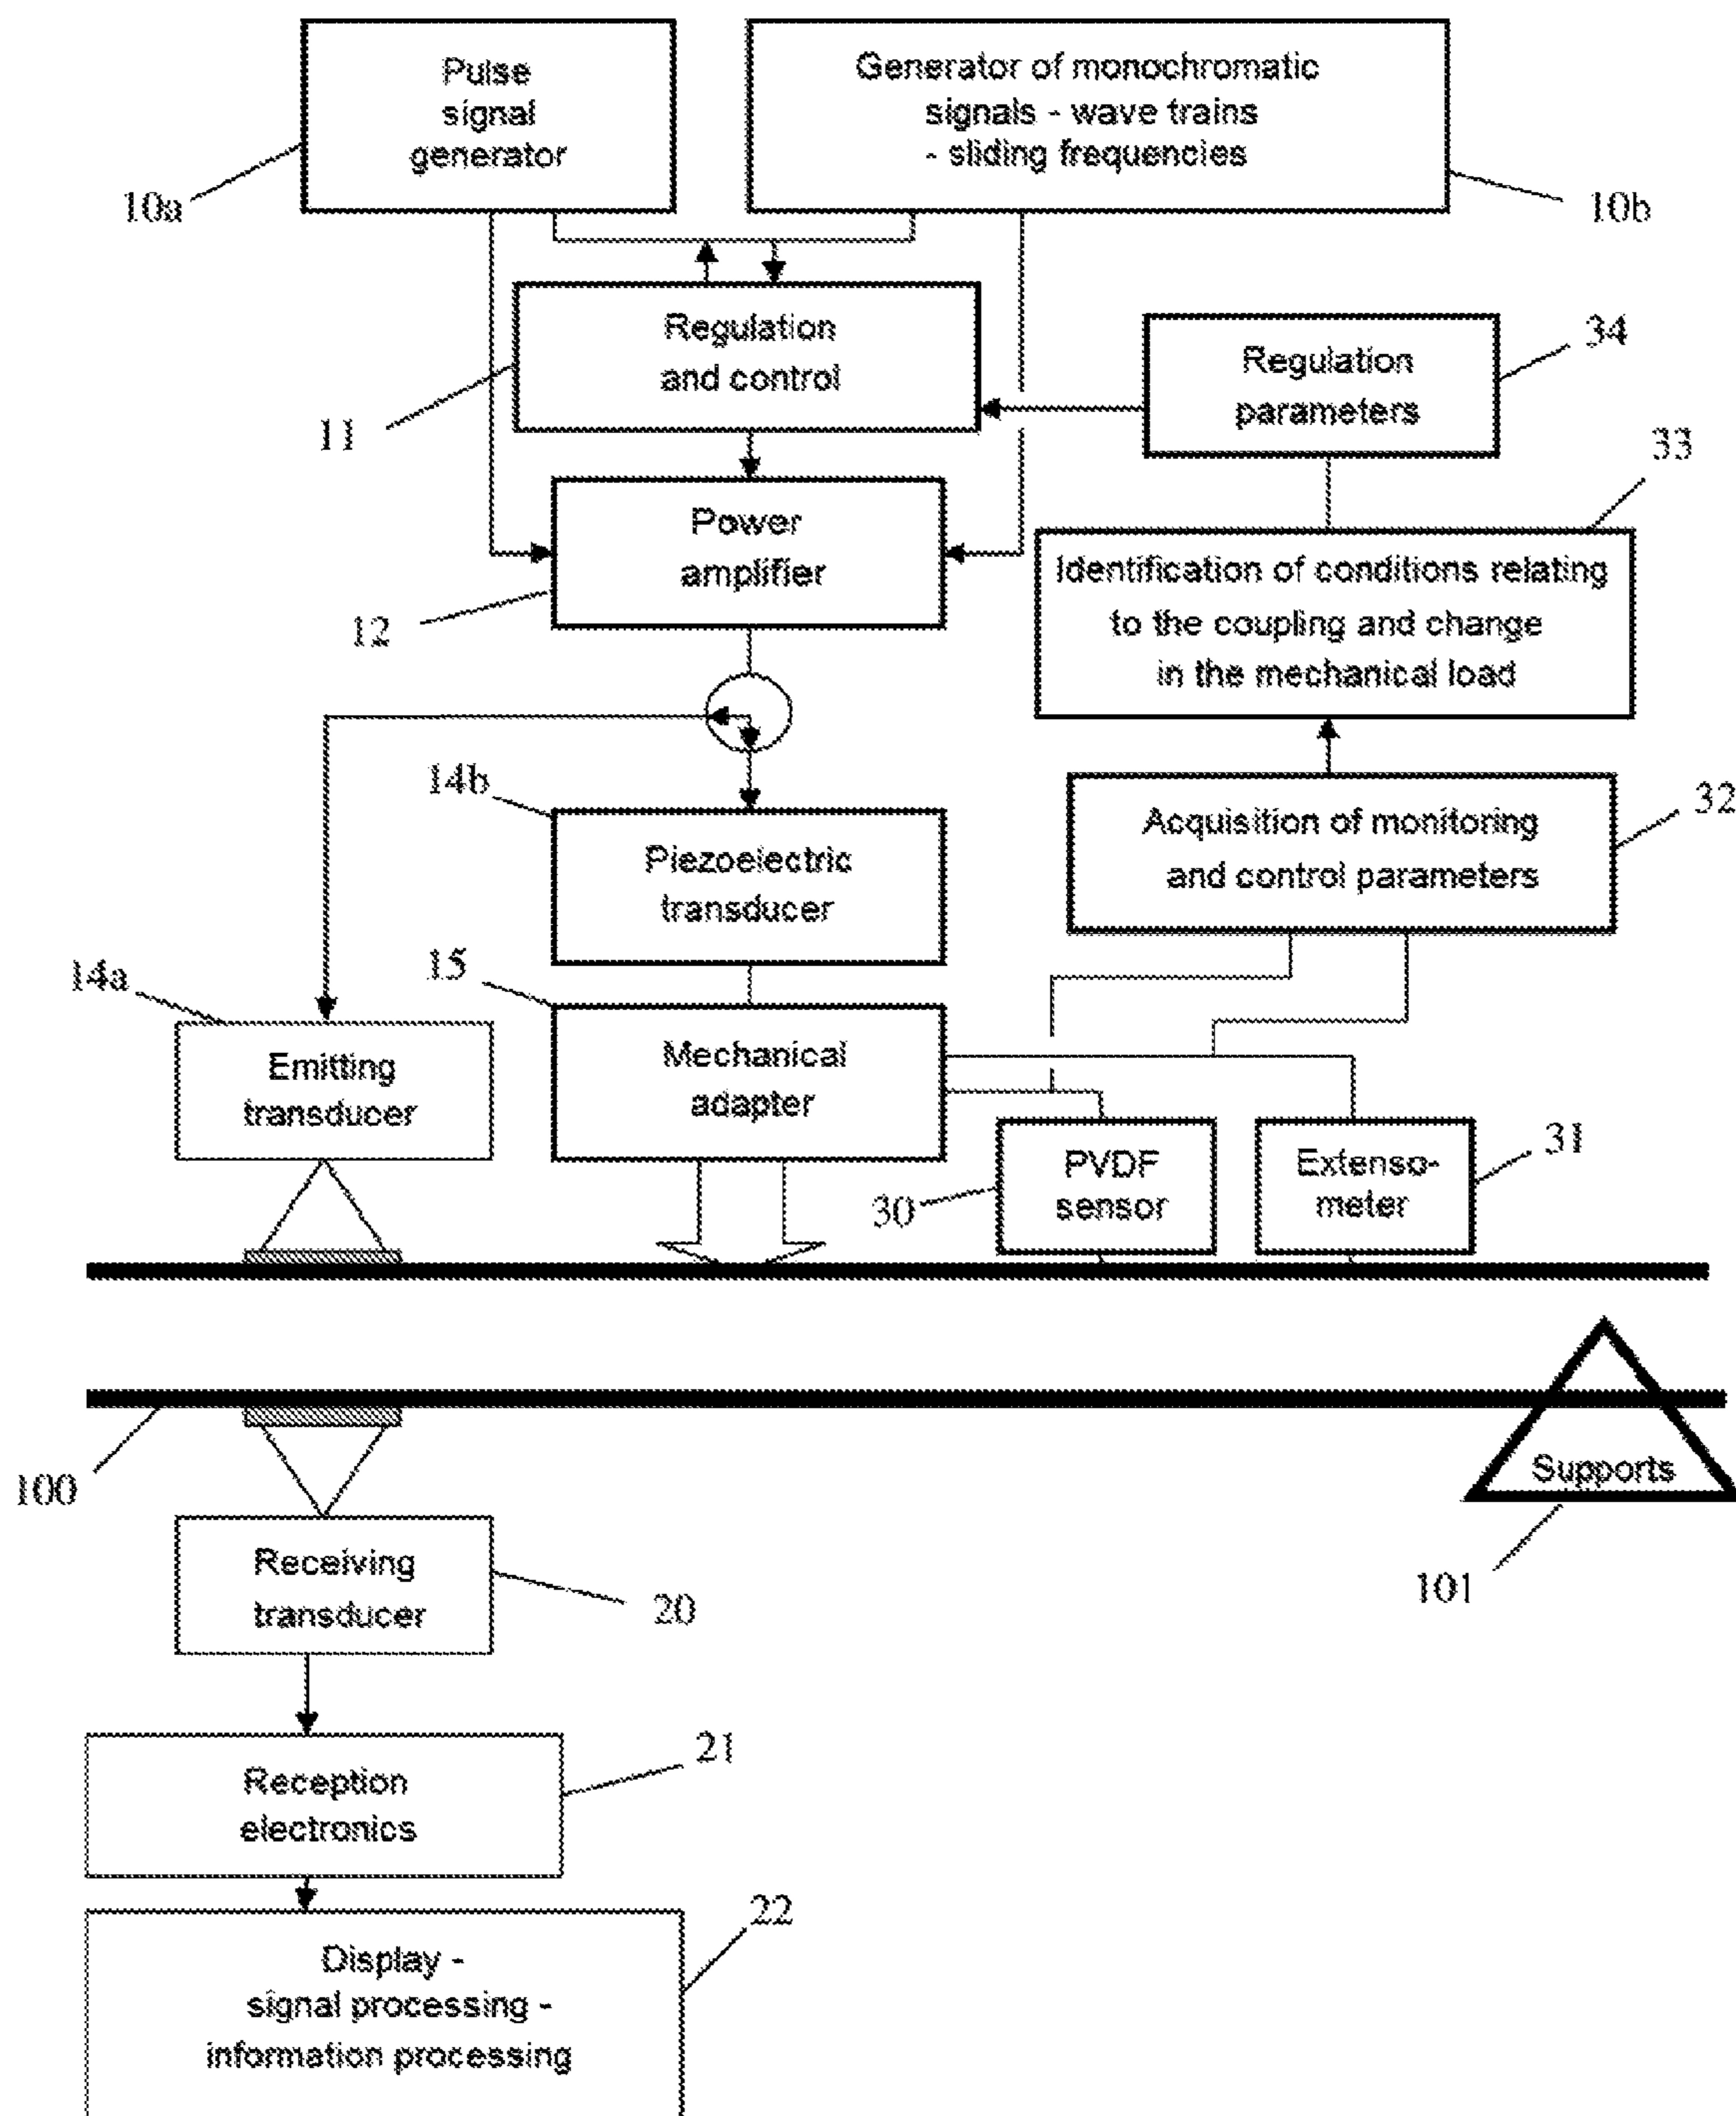 Pulse
signal
generator
Generator of monochromatic
signals - wave trains
- sliding frequencies
10a
10b
Regulation
and control
11
Regulation
parameters
34
33
Power
amplifier
12
Identification of conditions relating
to the coupling and change
in the mechanical load
14b
Piezoelectric
transducer
Acquisition of monitoring
and control parameters
32
14a
15
Emitting
transducer
Mechanical
adapter
PVDF
sensor
30
Extenso-
meter
31
100
Supports
101
Receiving
transducer
20
Reception
electronics
21
22
Display -
signal processing -
information processing